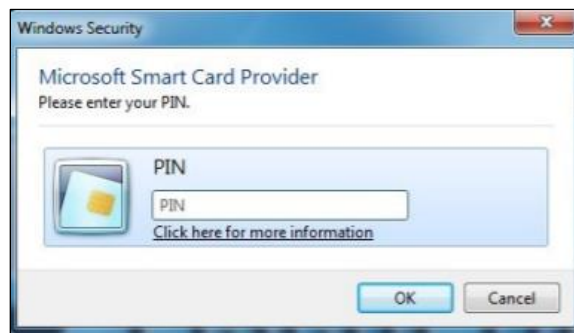 Windows Security
Microsoft Smart Card Provider
Please enter your PIN.
PIN
PIN
Click here for more information
OK
Cancel